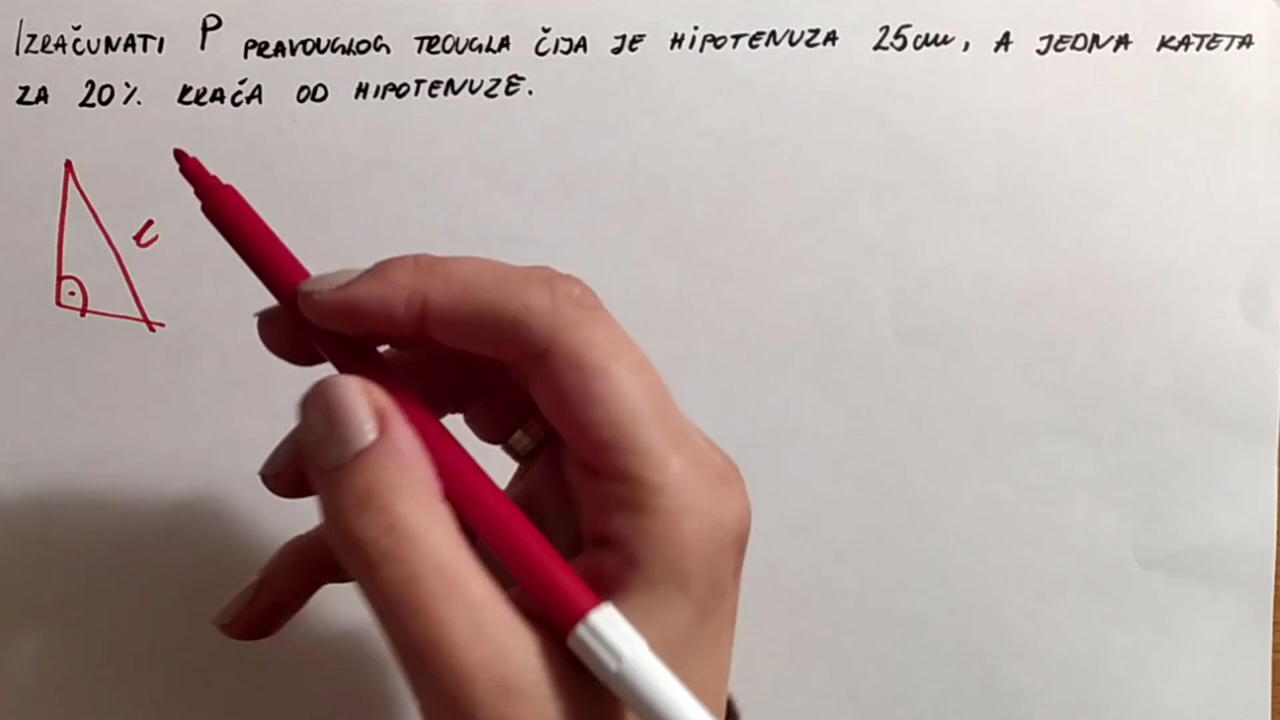 IZRAČUNATI P PRAVOUGLOG TROUGLA ČIJA JE HIPOTENUZA 25cm, A JEDNA KATETA
ZA 20% KRAĆA OD HIPOTENUZE.
c